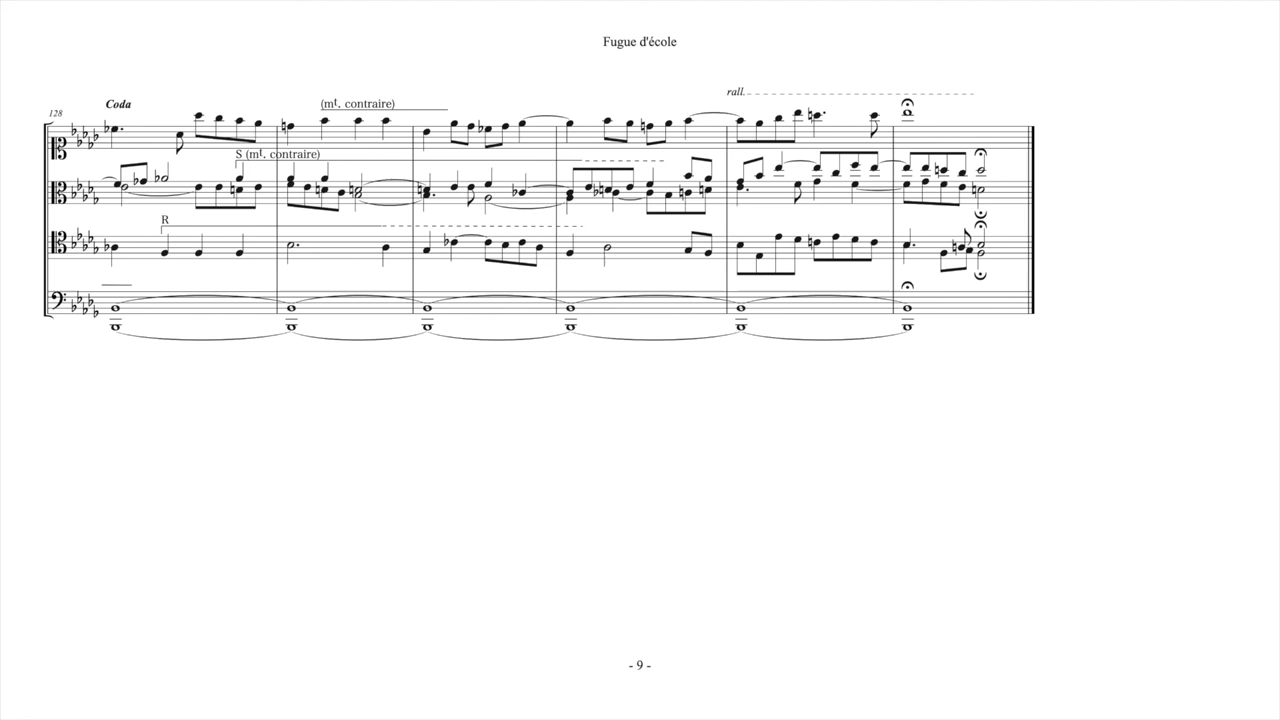 Fugue d'école
rall.
Coda
(mt. contraire)
128
S (mt. contraire)
R
- 9 -